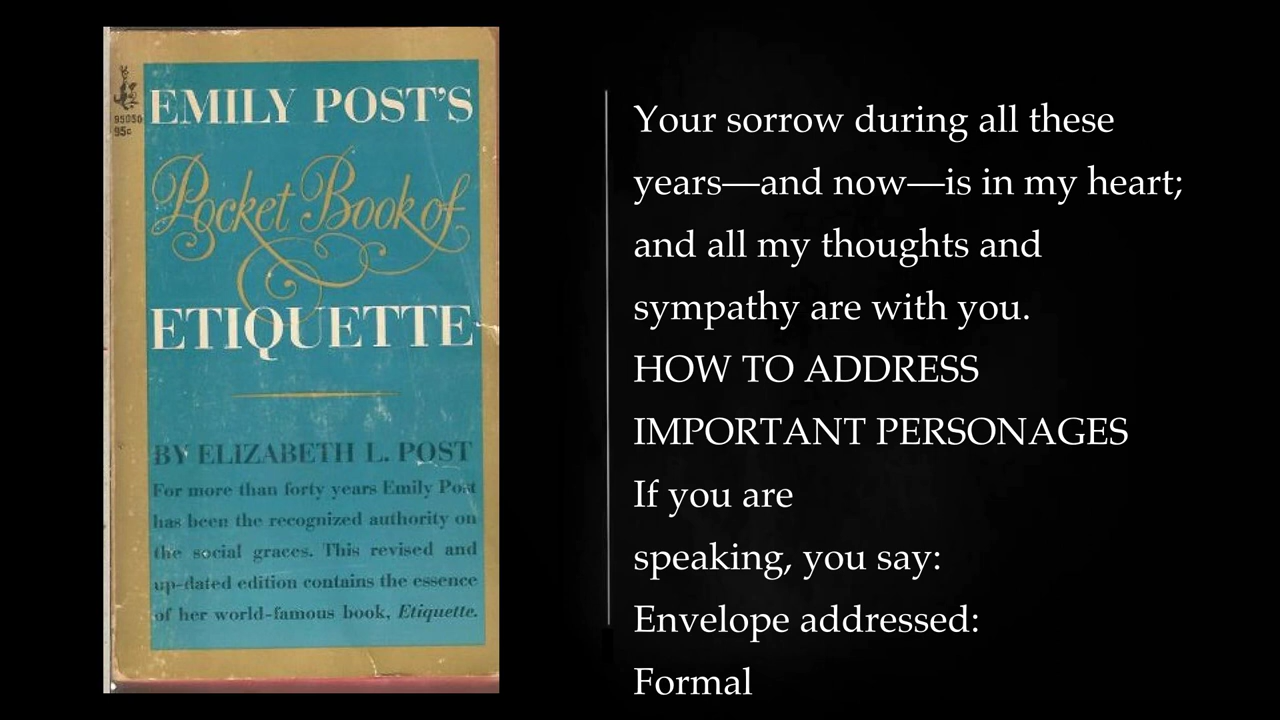 95050
95c
EMILY POST'S
Pocket Book of
ETIQUETTE
BY ELIZABETH L. POST
For more than forty years Emily Post
has been the recognized authority on
the social graces. This revised and
up-dated edition contains the essence
of her world-famous book, Etiquette.
Your sorrow during all these
years—and now—is in my heart;
and all my thoughts and
sympathy are with you.
HOW TO ADDRESS
IMPORTANT PERSONAGES
If you are
speaking, you say:
Envelope addressed:
Formal